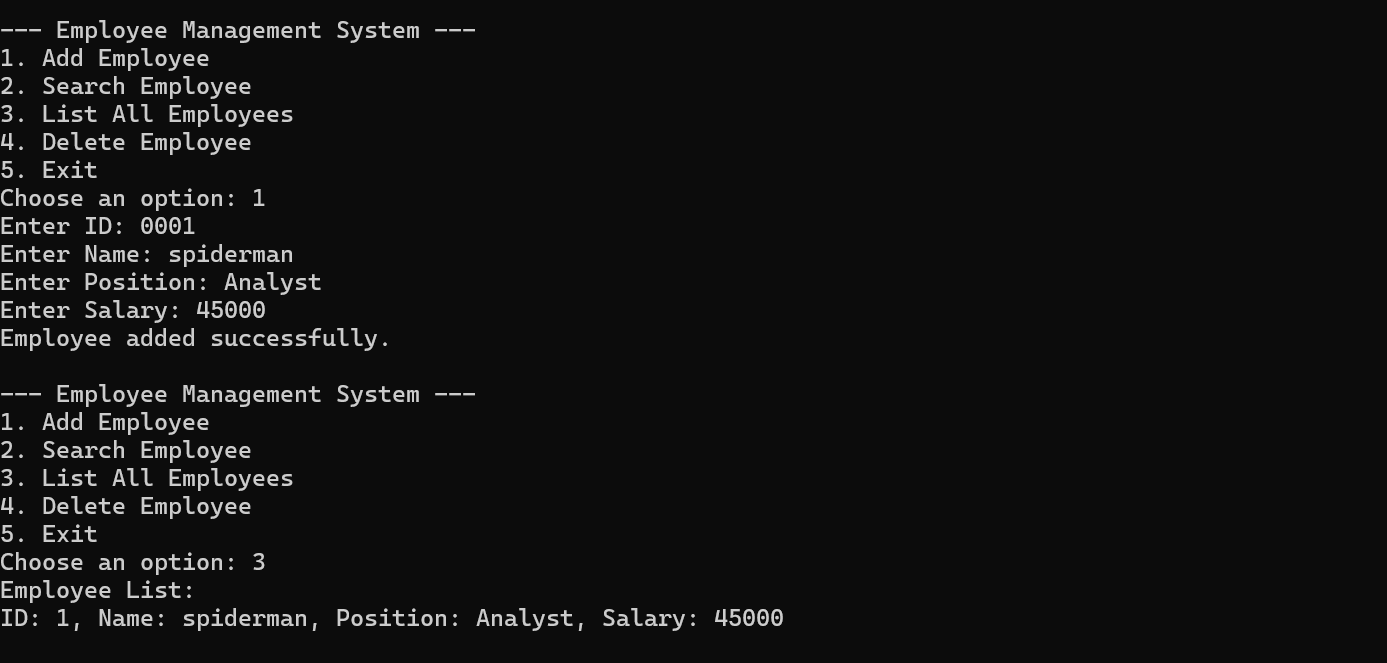 --- Employee Management System ---
1. Add Employee
2. Search Employee
3. List All Employees
4. Delete Employee
5. Exit
Choose an option: 1
Enter ID: 0001
Enter Name: spiderman
Enter Position: Analyst
Enter Salary: 45000
Employee added successfully.

--- Employee Management System ---
1. Add Employee
2. Search Employee
3. List All Employees
4. Delete Employee
5. Exit
Choose an option: 3
Employee List:
ID: 1, Name: spiderman, Position: Analyst, Salary: 45000